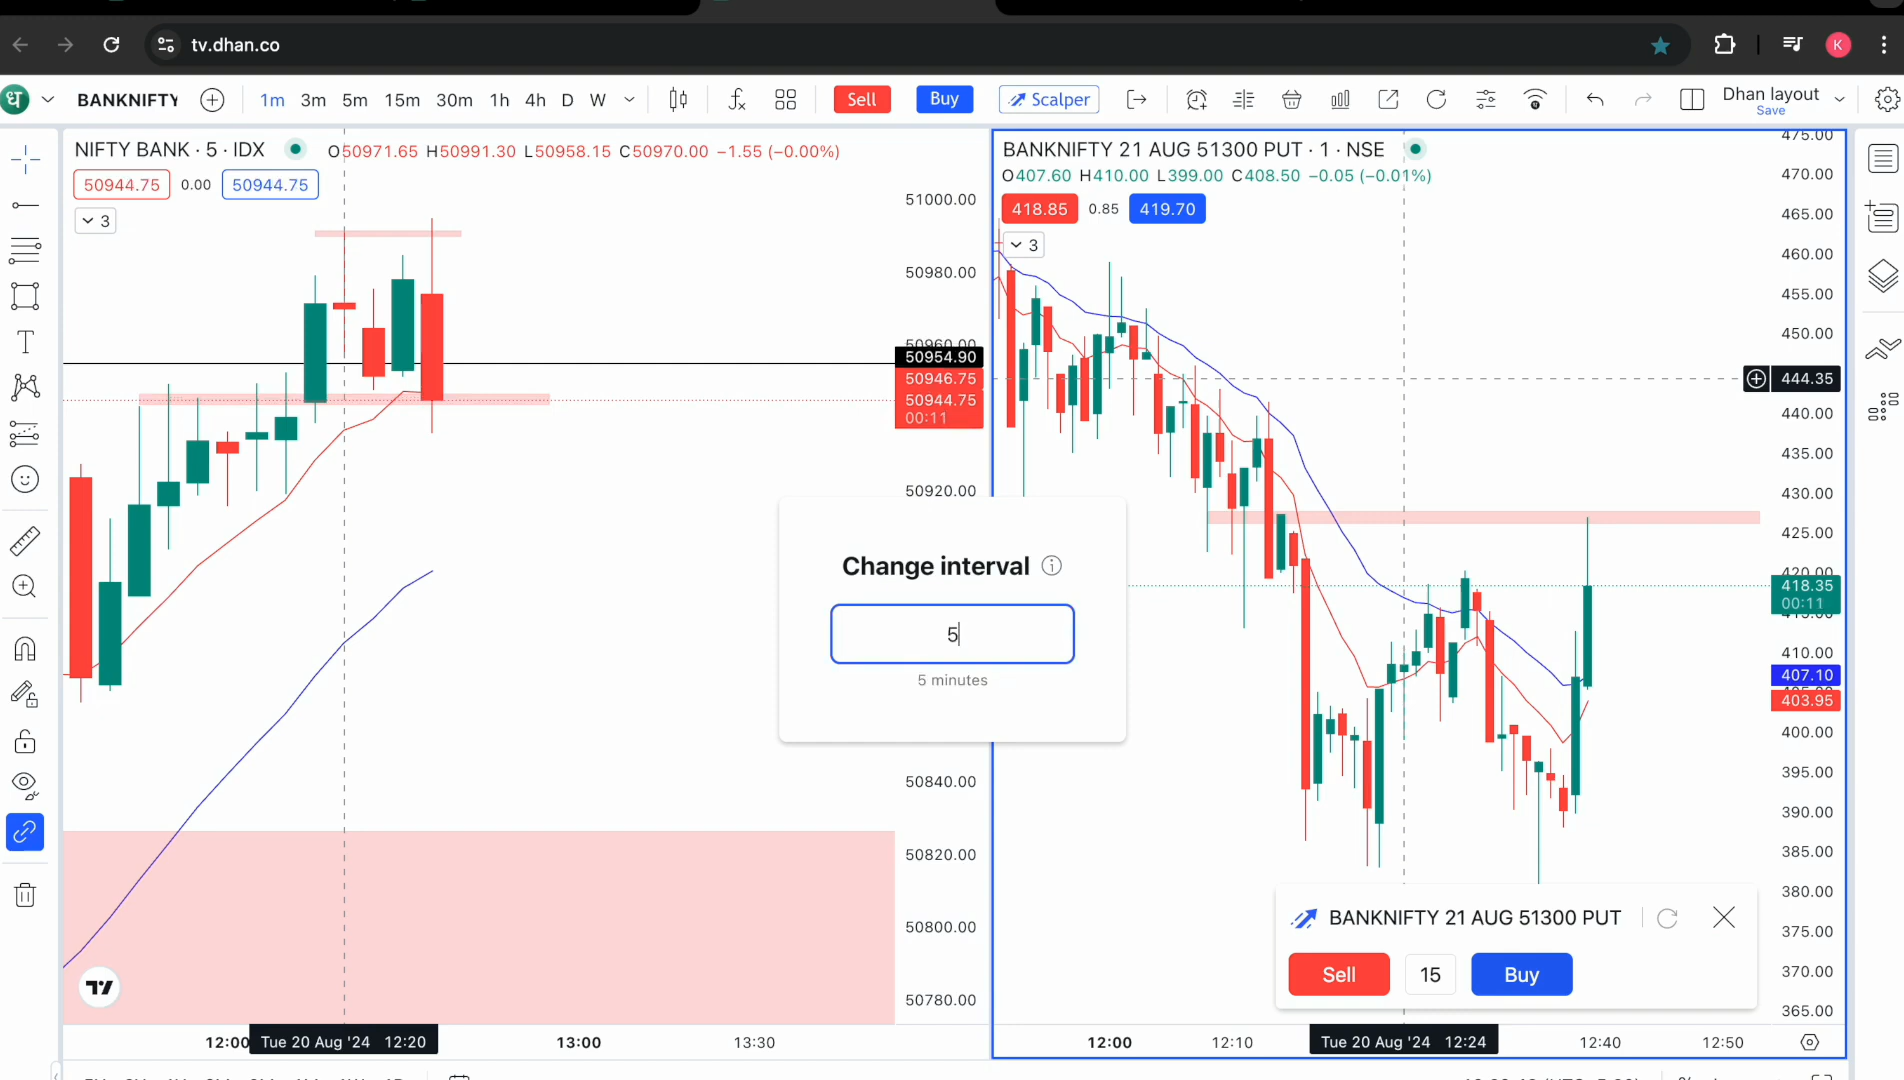 tv.dhan.co
K
ध
BANKNIFTY
1m 3m 5m 15m 30m 1h 4h D W
Sell
Buy
Scalper
Dhan layout
Save
NIFTY BANK · 5 · IDX
O50971.65 H50991.30 L50958.15 C50970.00 −1.55 (−0.00%)
50944.75 0.00 50944.75
3
51000.00
50980.00
50960.00
50954.90
50946.75
50944.75
00:11
50920.00
50840.00
50820.00
50800.00
50780.00
12:00 Tue 20 Aug '24 12:20 13:00 13:30
BANKNIFTY 21 AUG 51300 PUT · 1 · NSE
O407.60 H410.00 L399.00 C408.50 −0.05 (−0.01%)
418.85 0.85 419.70
3
475.00
470.00
465.00
460.00
455.00
450.00
444.35
440.00
435.00
430.00
425.00
420.00
418.35
00:11
410.00
407.10
403.95
400.00
395.00
390.00
385.00
380.00
375.00
370.00
365.00
12:00 12:10 Tue 20 Aug '24 12:24 12:40 12:50
Change interval
5
5 minutes
BANKNIFTY 21 AUG 51300 PUT
Sell 15 Buy